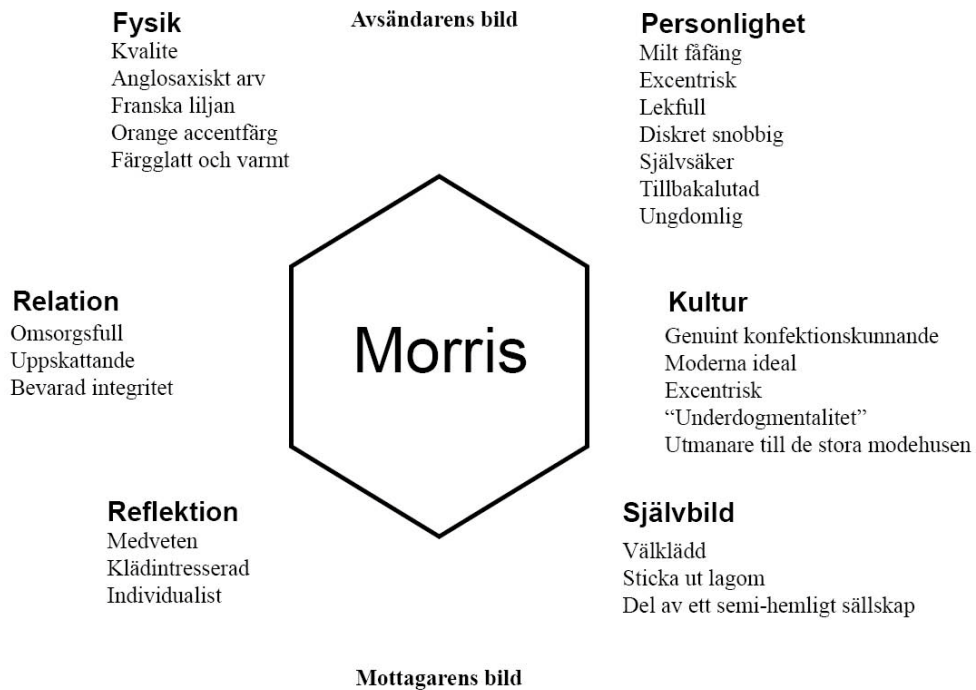 Avsändarens bild
Fysik
Kvalite
Anglosaxiskt arv
Franska liljan
Orange accentfärg
Färgglatt och varmt
Personlighet
Milt fåfäng
Excentrisk
Lekfull
Diskret snobbig
Självsäker
Tillbakalutad
Ungdomlig
Relation
Omsorgsfull
Uppskattande
Bevarad integritet
Morris
Kultur
Genuint konfektionskunnande
Moderna ideal
Excentrisk
“Underdogmentalitet”
Utmanare till de stora modehusen
Reflektion
Medveten
Klädintresserad
Individualist
Självbild
Välklädd
Sticka ut lagom
Del av ett semi-hemligt sällskap
Mottagarens bild